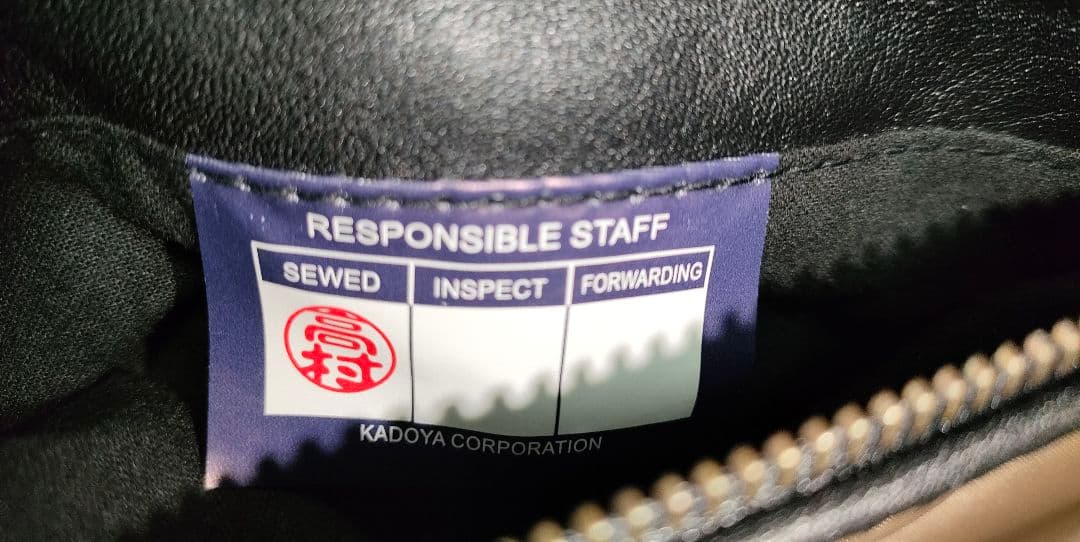 RESPONSIBLE STAFF
SEWED INSPECT FORWARDING
高村
KADOYA CORPORATION